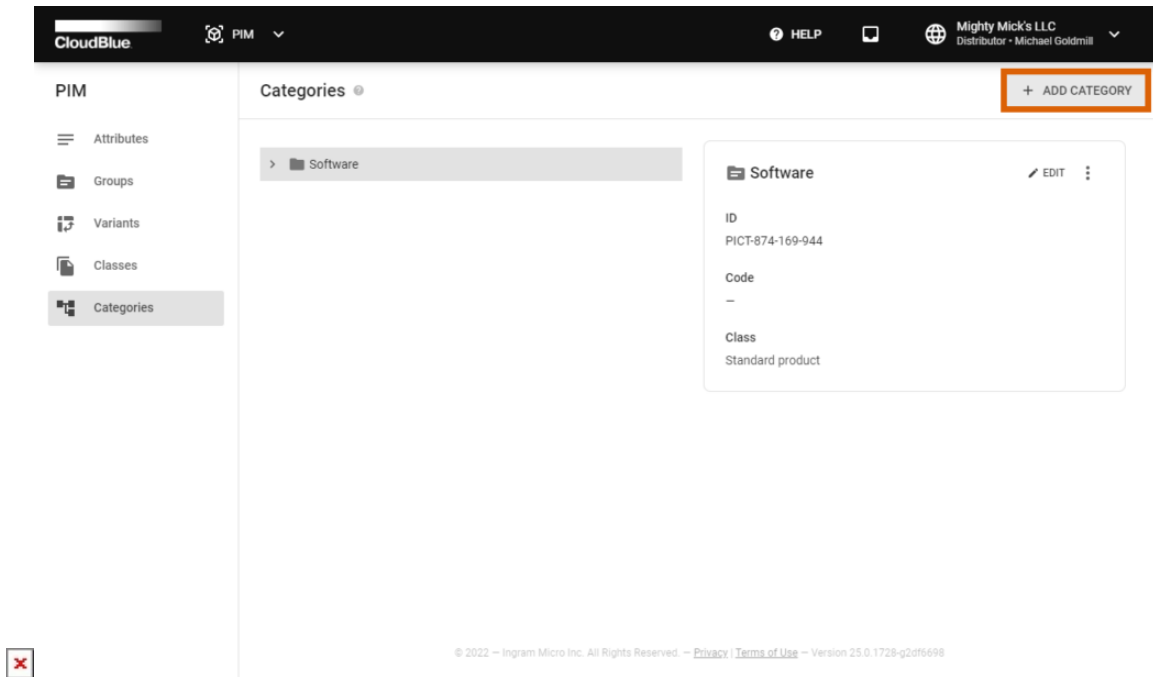 CloudBlue
PIM
HELP
Mighty Mick's LLC
Distributor • Michael Goldmill
PIM
Categories
+ ADD CATEGORY
Attributes
Groups
Variants
Classes
Categories
Software
Software
EDIT
ID
PICT-874-169-944
Code
—
Class
Standard product
© 2022 — Ingram Micro Inc. All Rights Reserved. — Privacy | Terms of Use — Version 25.0.1728-g2df6698